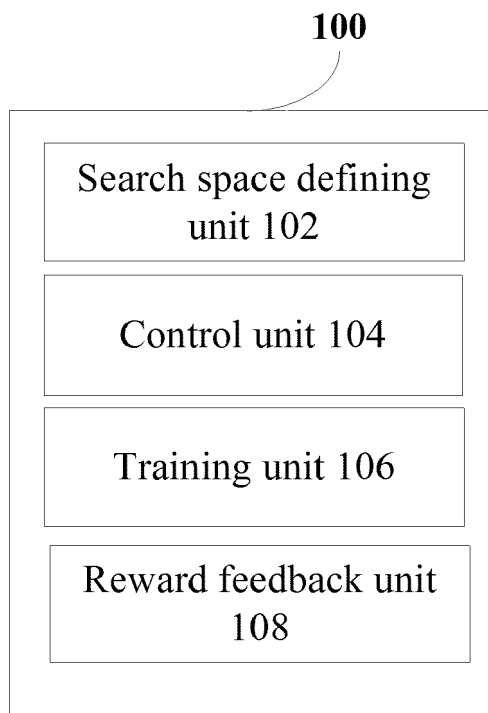 100
Search space defining
unit 102
Control unit 104
Training unit 106
Reward feedback unit
108